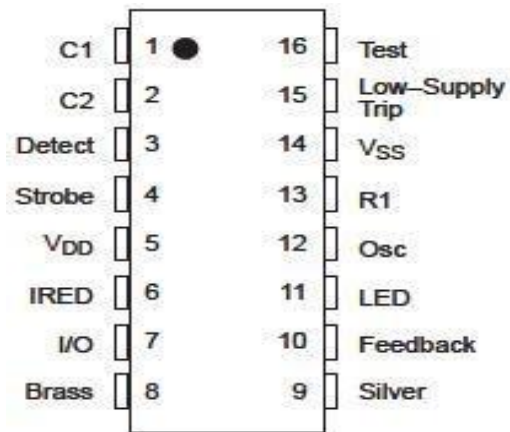 C1 1 16 Test
C2 2 15 Low–Supply
Trip
Detect 3 14 VSS
Strobe 4 13 R1
VDD 5 12 Osc
IRED 6 11 LED
I/O 7 10 Feedback
Brass 8 9 Silver